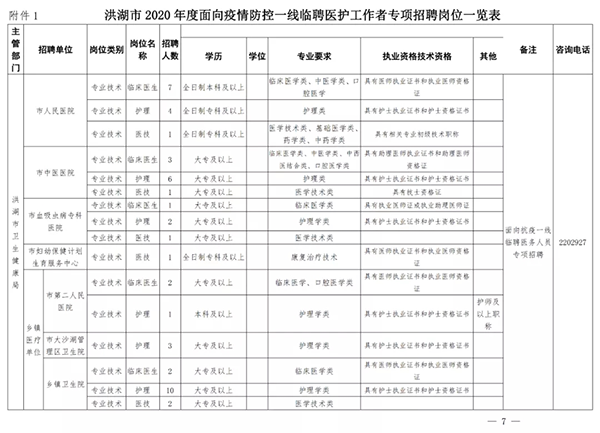 附件 1
洪湖市 2020 年度面向疫情防控一线临聘医护工作者专项招聘岗位一览表
主管部门 招聘单位 岗位类别 岗位名称 招聘人数 学历 学位 专业要求 执业资格技术资格 其他 备注 咨询电话
洪湖市卫生健康局
市人民医院
专业技术 临床医生 7 全日制本科及以上 临床医学类、中医学类、口腔医学 具有医师执业证书和执业医师资格证
专业技术 护理 4 全日制专科及以上 护理类 具有护士执业证书和护士资格证书
专业技术 医技 1 全日制专科及以上 医学技术类、基础医学类、药学类、中药学类 具有相关专业初级技术职称
市中医医院
专业技术 临床医生 3 大专及以上 临床医学类、中医学类、中西医结合类、口腔医学类 具有助理医师执业证书和助理医师资格证
专业技术 护理 6 大专及以上 护理类 具有护士执业证书和护士资格证书
专业技术 医技 1 大专及以上 医学技术类 具有技士资格证
市血吸虫病专科医院
专业技术 临床医生 1 大专及以上 临床医学类 具有执业医师证或执业助理医师证
专业技术 护理 2 大专及以上 护理学类 具有护士执业证书和护士资格证书
专业技术 医技 1 大专及以上 医学技术类
市妇幼保健计划生育服务中心
专业技术 医技 1 全日制专科及以上 康复治疗技术 具有医师执业证书和执业医师资格证
乡镇医疗单位
市第二人民医院
专业技术 临床医生 2 大专及以上 临床医学、口腔医学类 具有医师执业证书和执业医师资格证
专业技术 护理 1 本科及以上 护理学类 具有护士执业证书和护士资格证书 护师及以上职称
市大沙湖管理区卫生院
专业技术 护理 3 大专及以上 护理学类 具有护士执业证书和护士资格证书
乡镇卫生院
专业技术 临床医生 2 大专及以上 临床医学类 具有医师执业证书和执业医师资格证
专业技术 护理 10 大专及以上 护理学类 具有护士执业证书和护士资格证书
专业技术 医技 2 大专及以上 医学技术类
面向抗疫一线临聘医务人员专项招聘
2202927
— 7 —